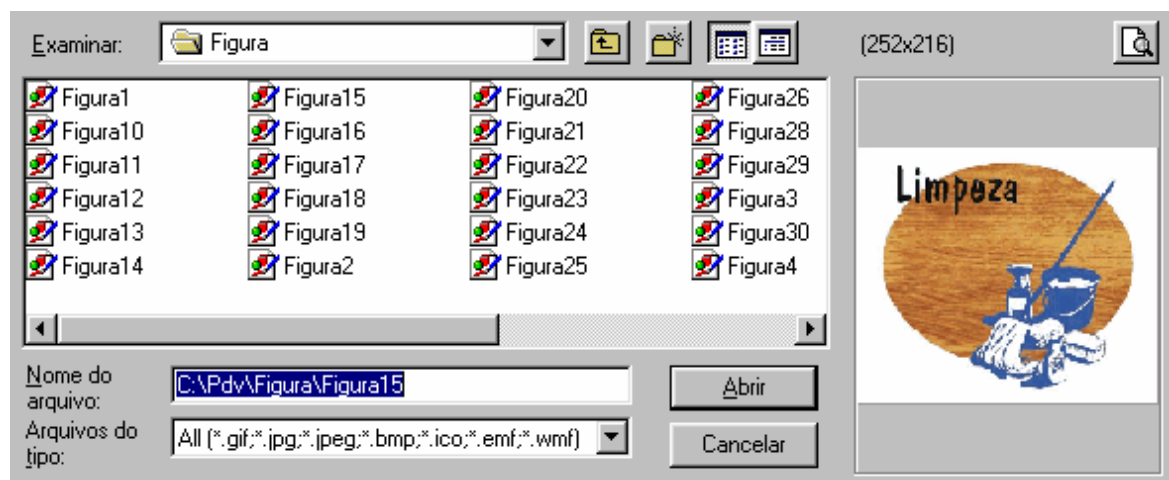 Examinar: Figura (252x216)
Figura1 Figura15 Figura20 Figura26
Figura10 Figura16 Figura21 Figura28
Figura11 Figura17 Figura22 Figura29
Figura12 Figura18 Figura23 Figura3
Figura13 Figura19 Figura24 Figura30
Figura14 Figura2 Figura25 Figura4
Limpeza
Nome do
arquivo: C:\Pdv\Figura\Figura15 Abrir
Arquivos do
tipo: All (*.gif;*.jpg;*.jpeg;*.bmp;*.ico;*.emf;*.wmf) Cancelar